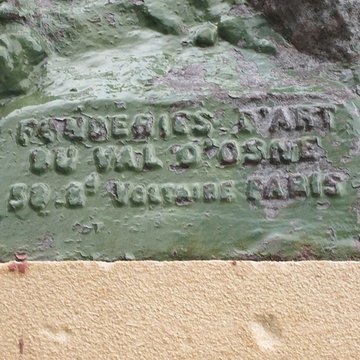 FONDERIES D'ART
DU VAL D'OSNE
58. Bd VOLTAIRE PARIS